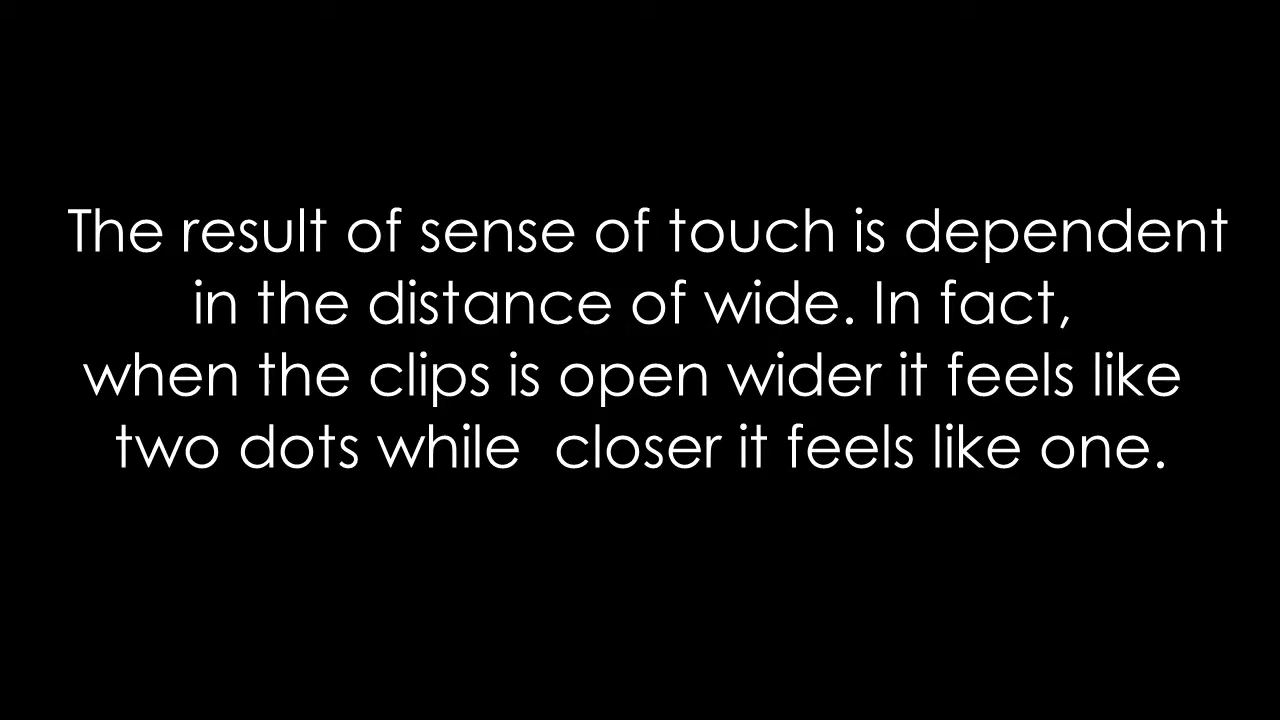 The result of sense of touch is dependent
in the distance of wide. In fact,
when the clips is open wider it feels like
two dots while  closer it feels like one.